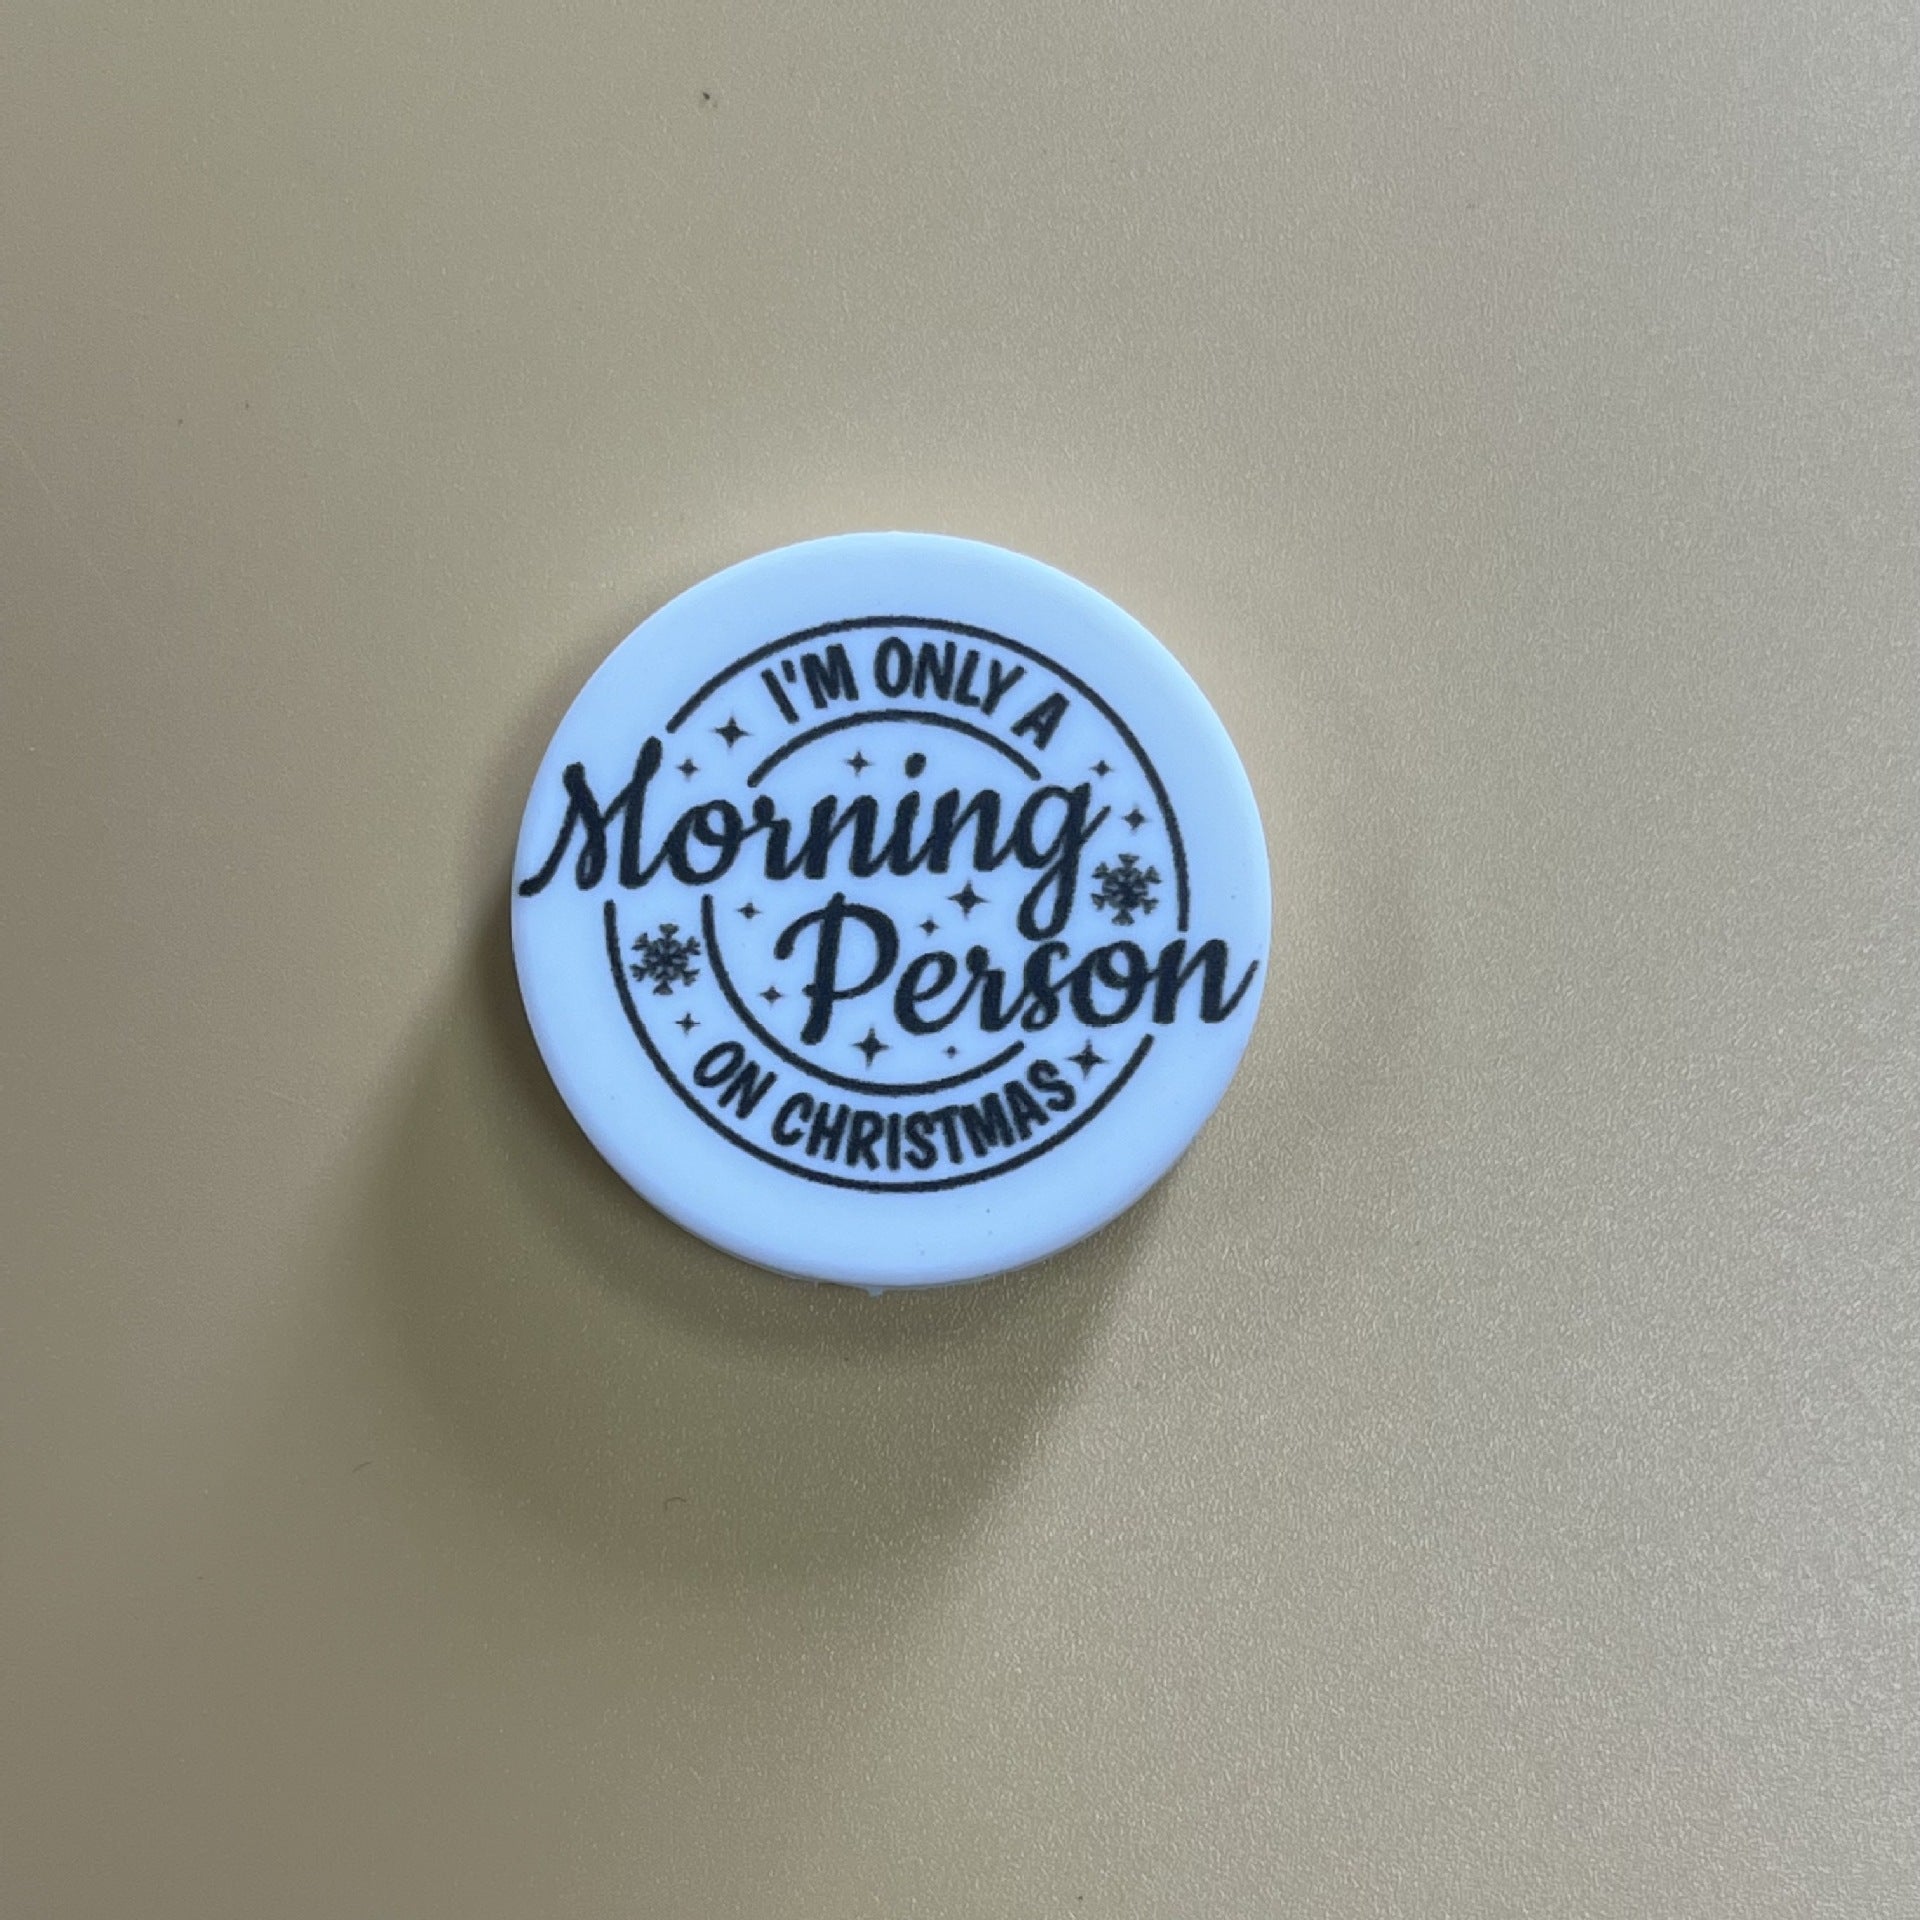 I'M ONLY A
Morning
Person
ON CHRISTMAS